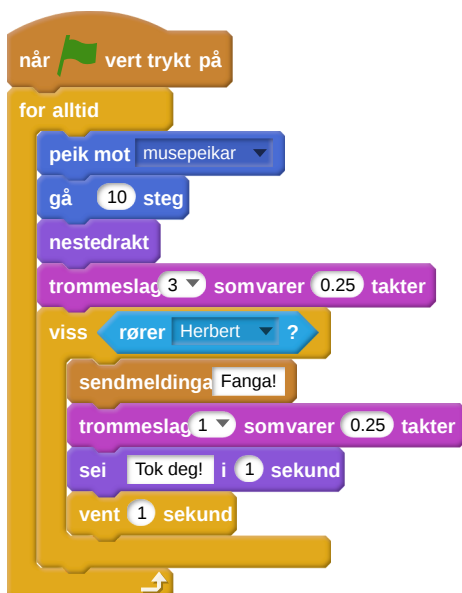 når vert trykt på
for alltid
peik mot musepeikar
gå 10 steg
nestedrakt
trommeslag 3 somvarer 0.25 takter
viss rører Herbert ?
sendmeldinga Fanga!
trommeslag 1 somvarer 0.25 takter
sei Tok deg! i 1 sekund
vent 1 sekund